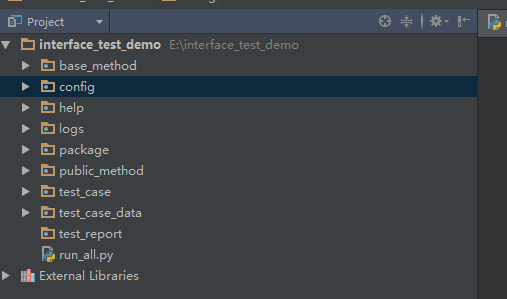 Project
interface_test_demo E:\interface_test_demo
base_method
config
help
logs
package
public_method
test_case
test_case_data
test_report
run_all.py
External Libraries